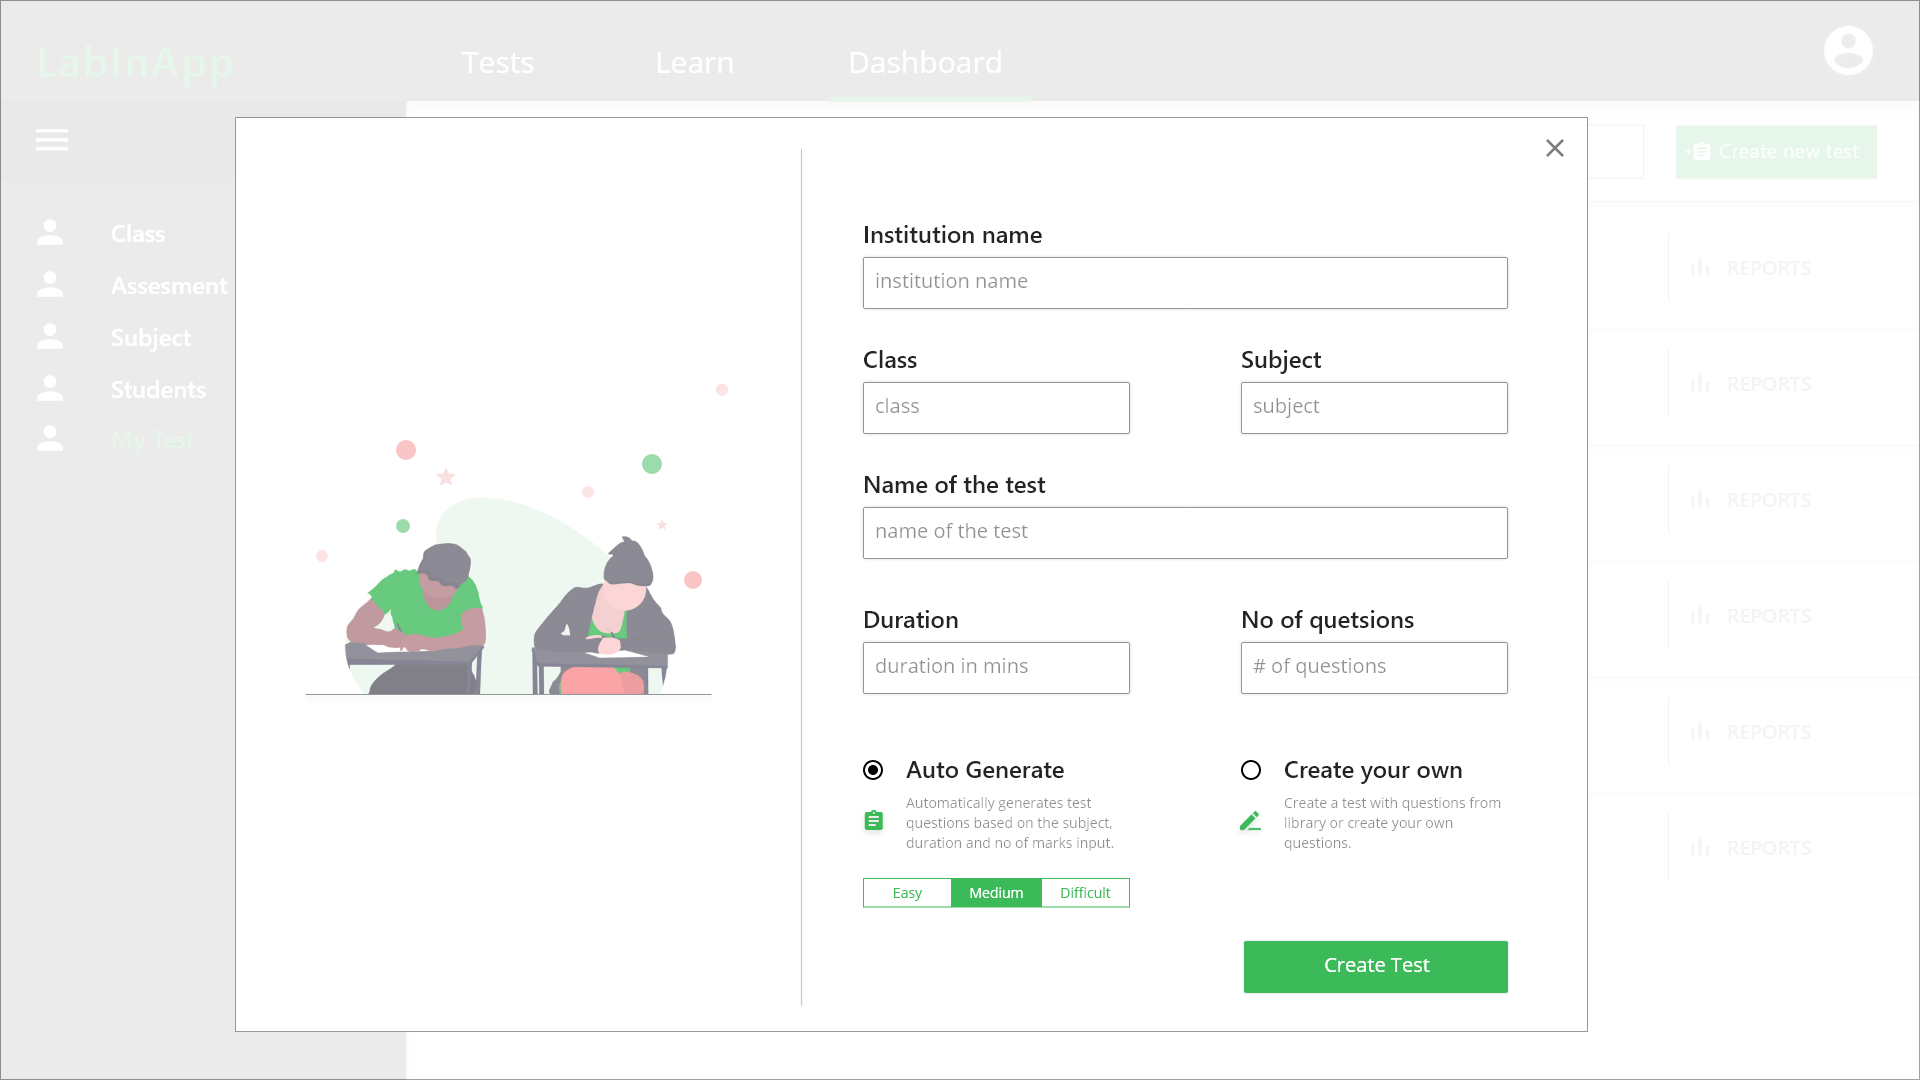 LabInApp
Tests
Learn
Dashboard
Create new test
Class
Assesment
Subject
Students
My Test
Institution name
institution name
Class
Subject
class
subject
Name of the test
name of the test
Duration
No of quetsions
duration in mins
# of questions
Auto Generate
Automatically generates test
questions based on the subject,
duration and no of marks input.
Create your own
Create a test with questions from
library or create your own
questions.
Easy
Medium
Difficult
Create Test
REPORTS
REPORTS
REPORTS
REPORTS
REPORTS
REPORTS